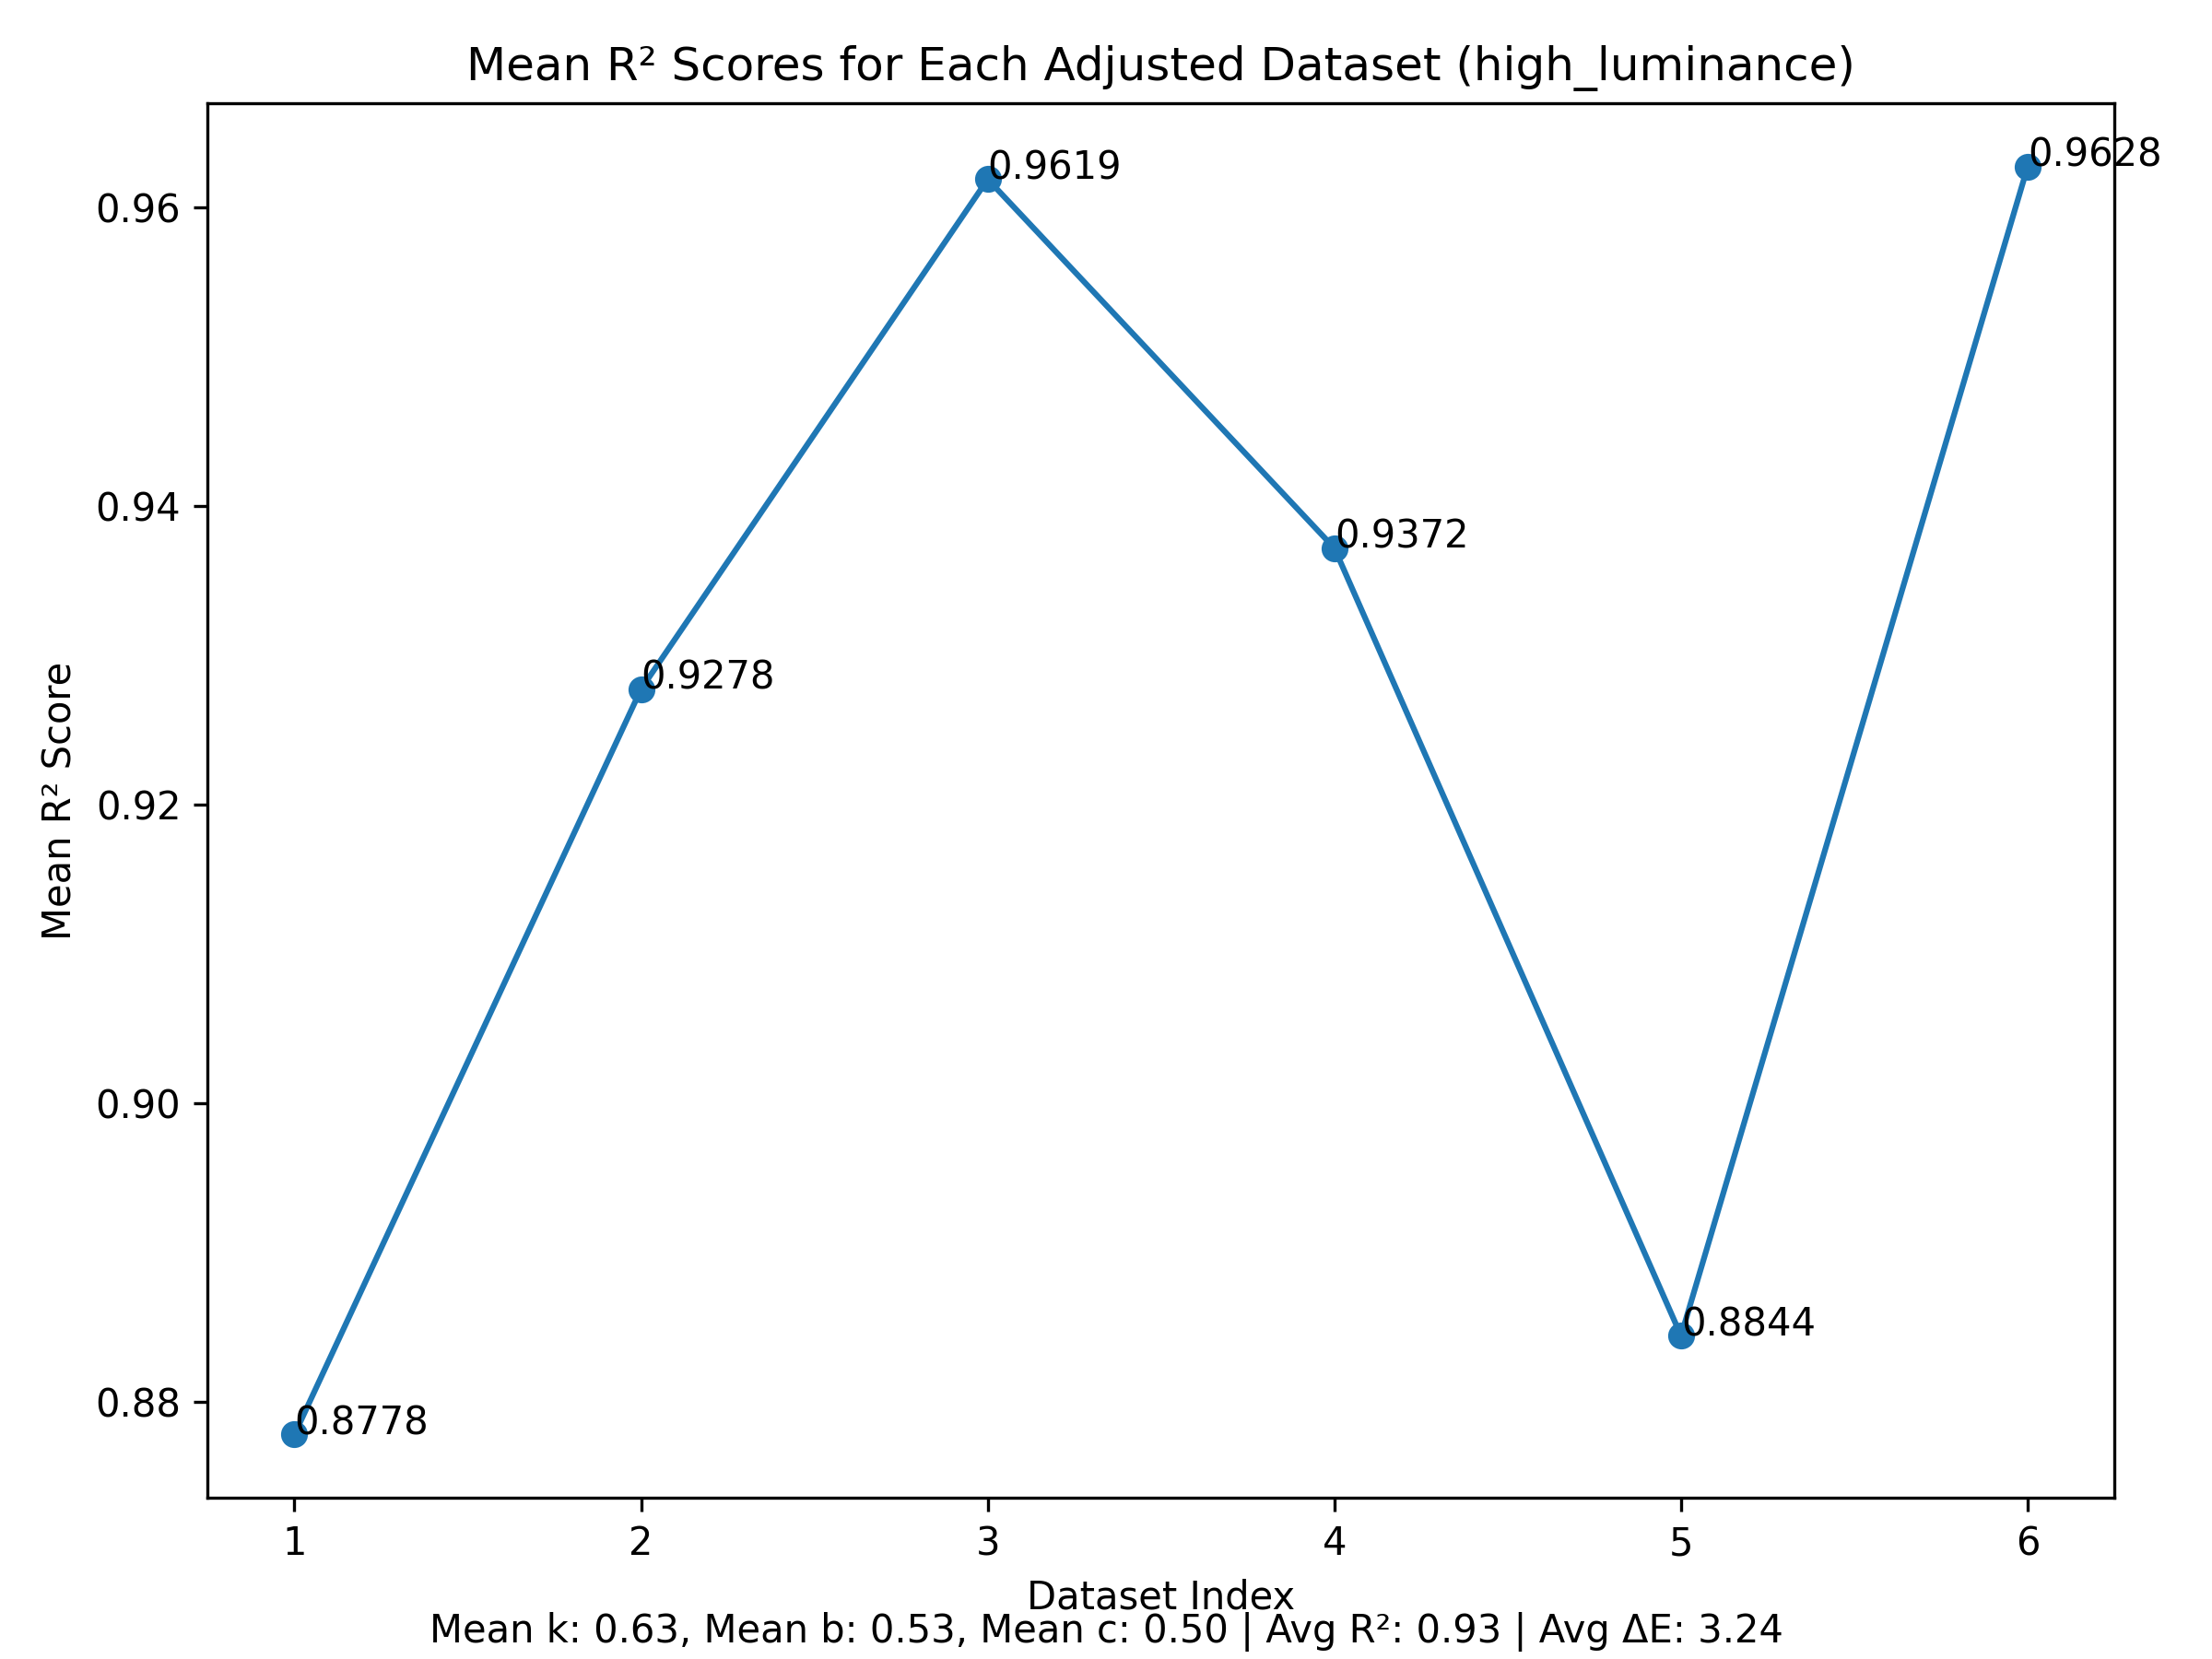 Mean R² Scores for Each Adjusted Dataset (high_luminance)
Mean R² Score
0.96
0.94
0.92
0.90
0.88
0.8778
0.9278
0.9619
0.9372
0.8844
0.9628
1 2 3 4 5 6
Dataset Index
Mean k: 0.63, Mean b: 0.53, Mean c: 0.50 | Avg R²: 0.93 | Avg ΔE: 3.24